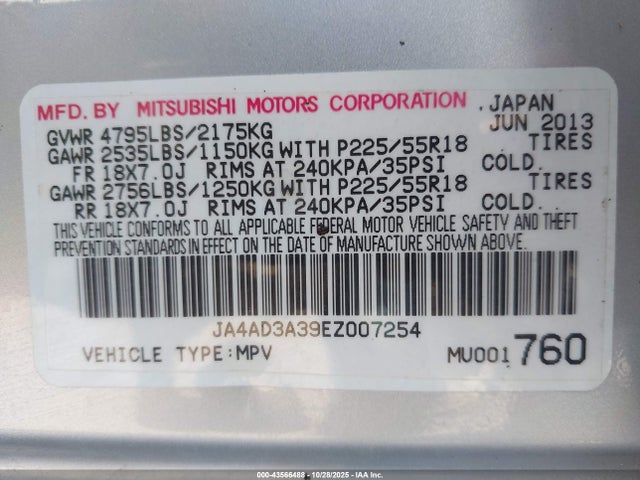 MFD. BY MITSUBISHI MOTORS CORPORATION , JAPAN
GVWR 4795LBS/2175KG JUN 2013
GAWR 2535LBS/1150KG WITH P225/55R18 TIRES
FR 18X7.0J RIMS AT 240KPA/35PSI COLD.
GAWR 2756LBS/1250KG WITH P225/55R18 TIRES
RR 18X7.0J RIMS AT 240KPA/35PSI COLD.
THIS VEHICLE CONFORMS TO ALL APPLICABLE FEDERAL MOTOR VEHICLE SAFETY AND THEFT
PREVENTION STANDARDS IN EFFECT ON THE DATE OF MANUFACTURE SHOWN ABOVE.
JA4AD3A39EZ007254
VEHICLE TYPE:MPV MU001 760
000-43566488 - 10/28/2025 - IAA Inc.